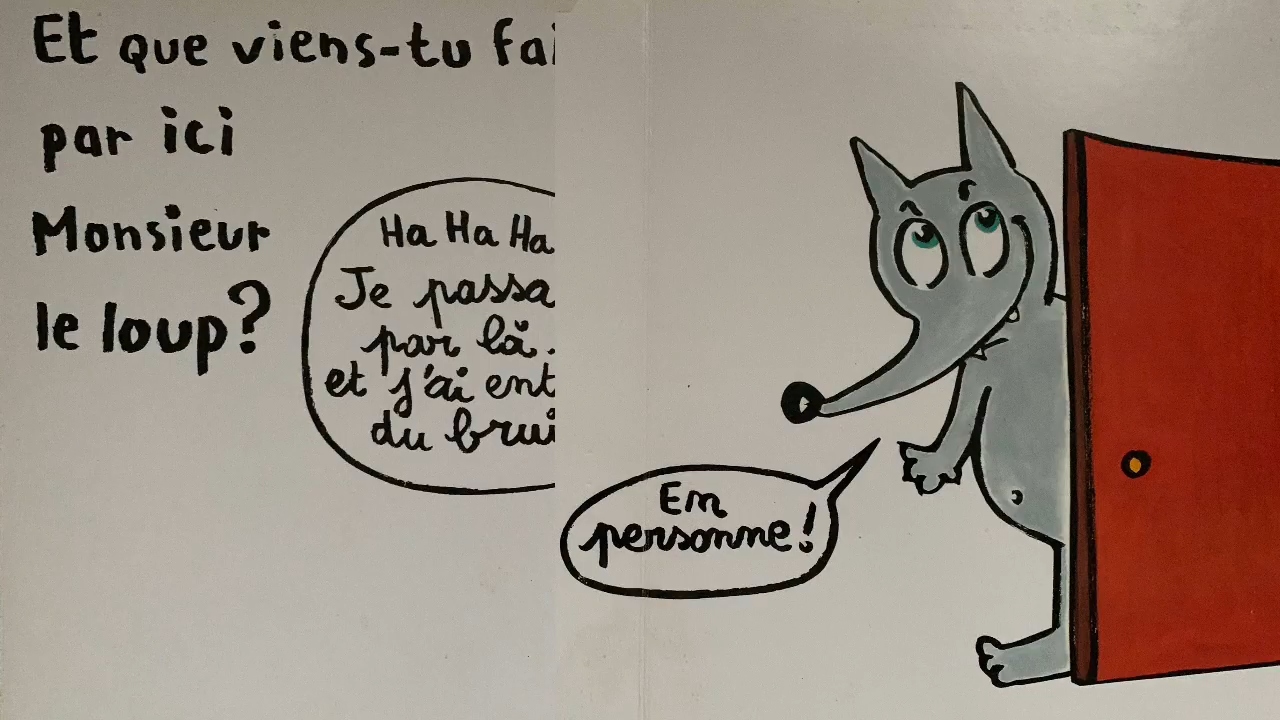 Et que viens-tu fai
par ici
Monsieur
le loup?
Ha Ha Ha
Je passa
par là.
et j'ai ent
du brui
En
personne!